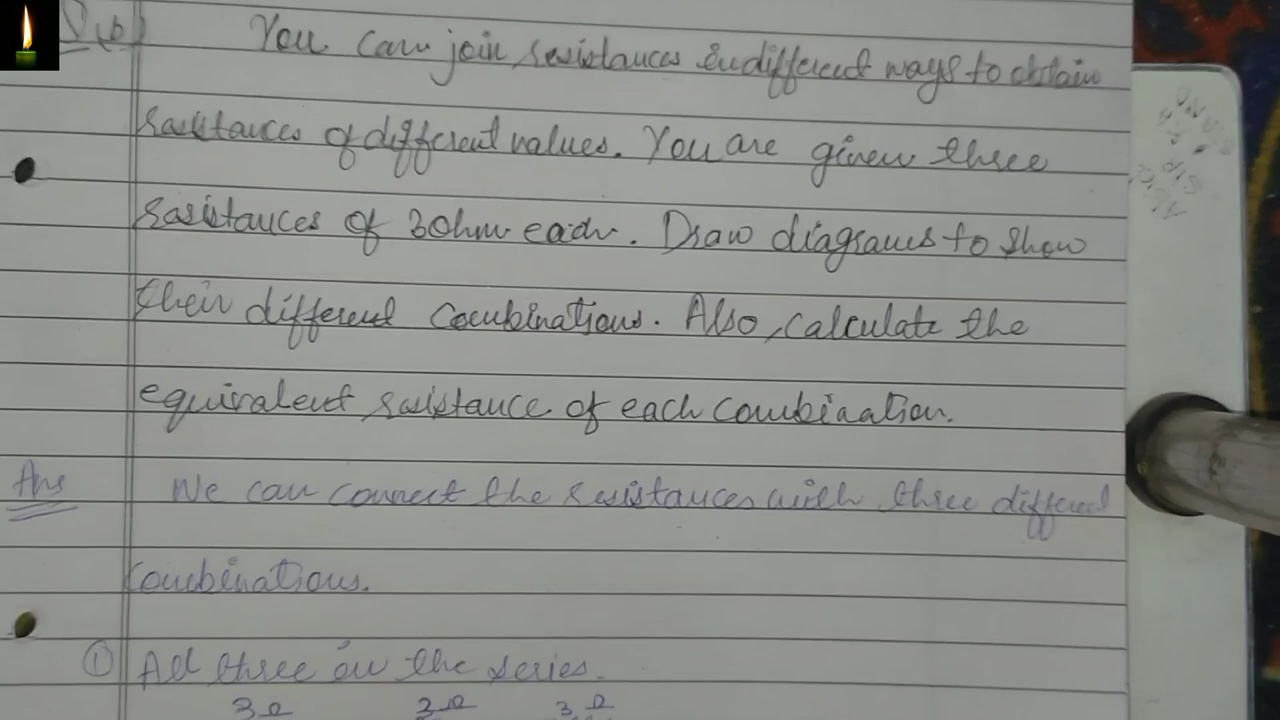 You can join resistances in different ways to obtain
resistances of different values. You are given three
resistances of 3 ohm each. Draw diagrams to show
their different combinations. Also, calculate the
equivalent resistance of each combination.
Ans We can connect the resistances with three different
combinations.
① All three in the series.
3Ω 3Ω 3Ω